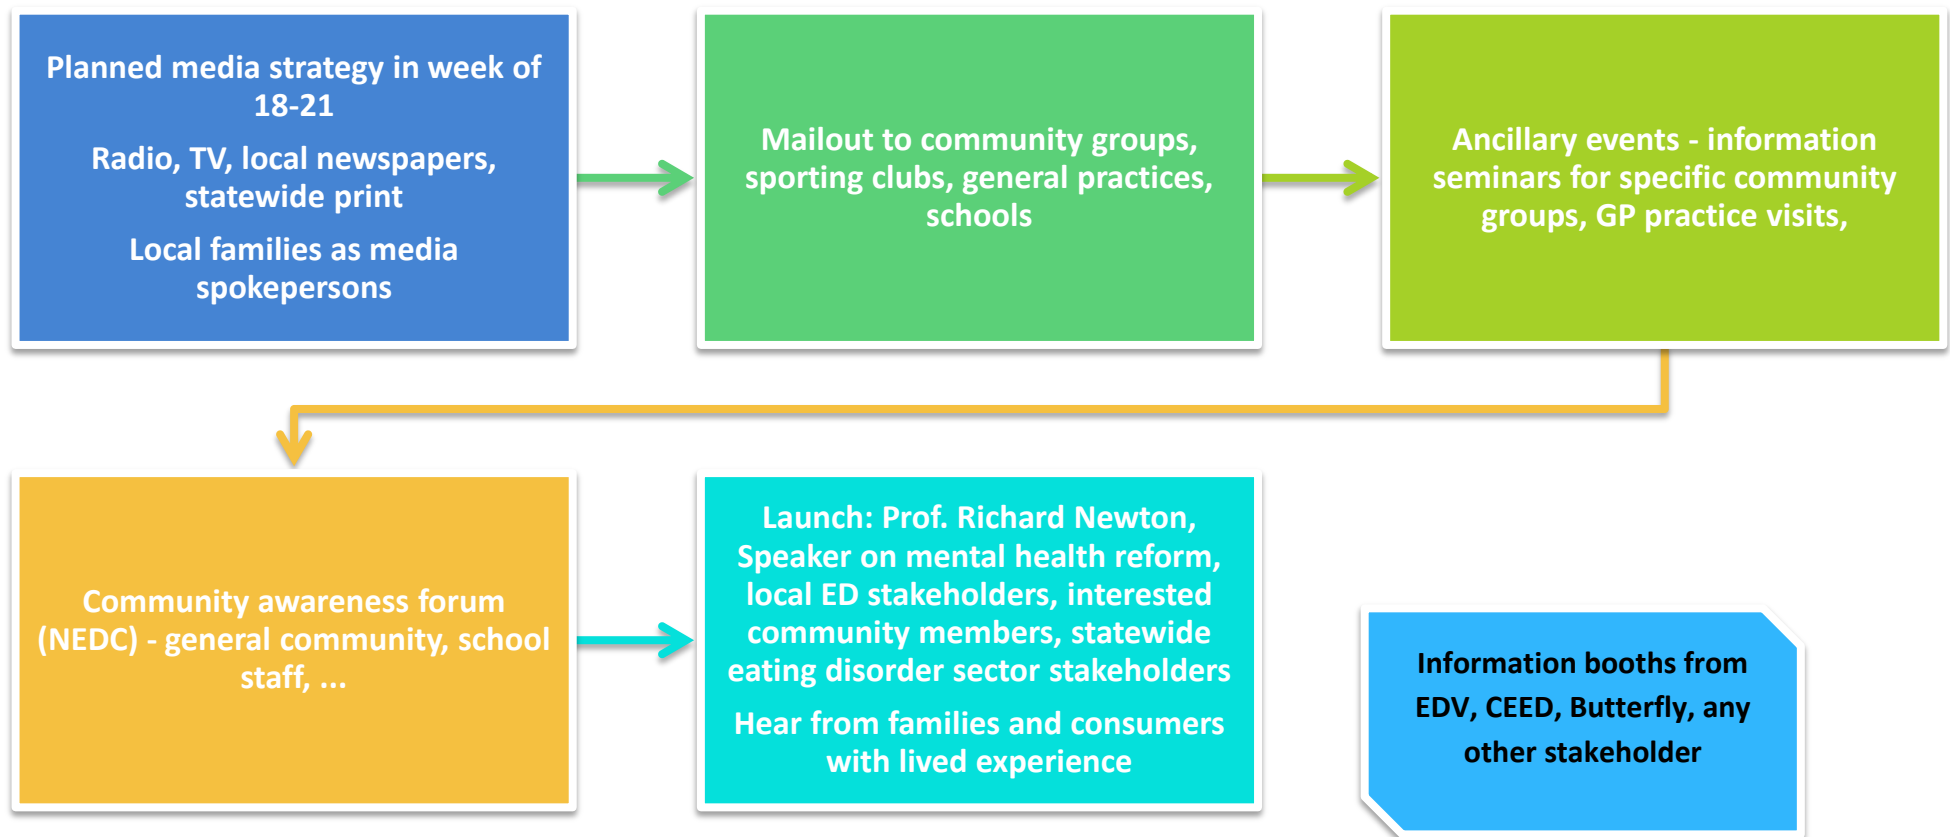 Planned media strategy in week of
18-21
Radio, TV, local newspapers,
statewide print
Local families as media
spokepersons
Mailout to community groups,
sporting clubs, general practices,
schools
Ancillary events - information
seminars for specific community
groups, GP practice visits,
Community awareness forum
(NEDC) - general community, school
staff, ...
Launch: Prof. Richard Newton,
Speaker on mental health reform,
local ED stakeholders, interested
community members, statewide
eating disorder sector stakeholders
Hear from families and consumers
with lived experience
Information booths from
EDV, CEED, Butterfly, any
other stakeholder